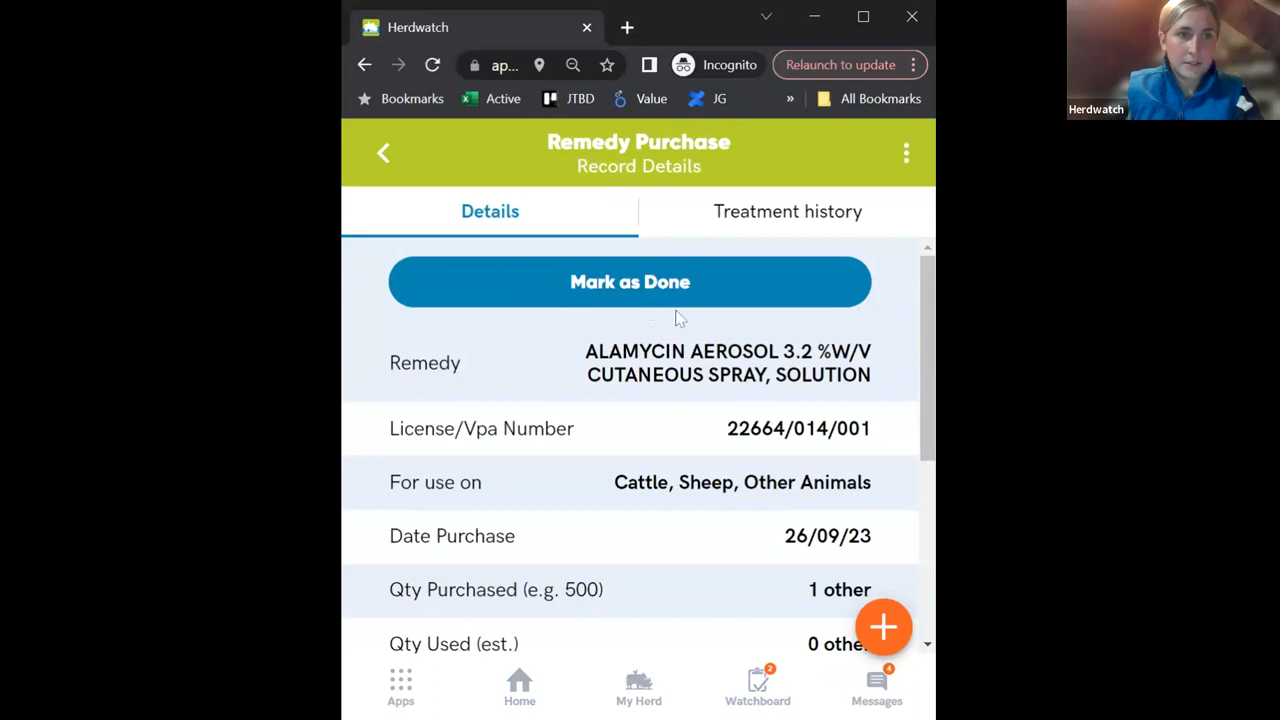 Herdwatch
ap...
Incognito
Relaunch to update
Bookmarks
Active
JTBD
Value
JG
»
All Bookmarks
Herdwatch
Remedy Purchase
Record Details
Details
Treatment history
Mark as Done
Remedy
ALAMYCIN AEROSOL 3.2 %W/V
CUTANEOUS SPRAY, SOLUTION
License/Vpa Number
22664/014/001
For use on
Cattle, Sheep, Other Animals
Date Purchase
26/09/23
Qty Purchased (e.g. 500)
1 other
Qty Used (est.)
0 othe
Apps
Home
My Herd
2
Watchboard
4
Messages